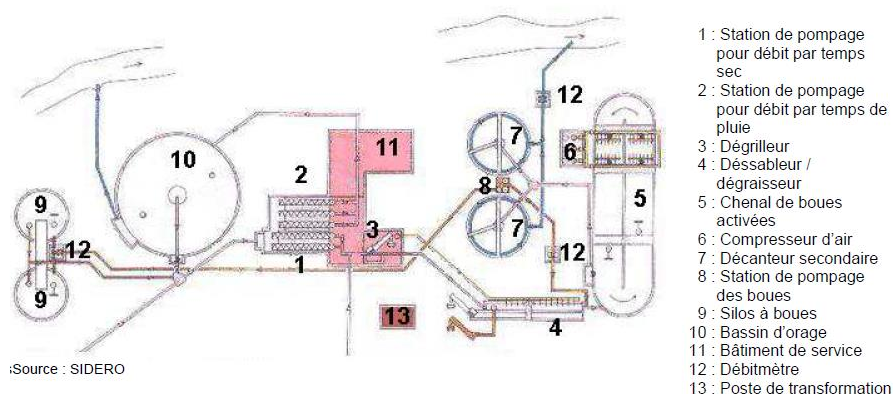 10
11
2
9
9
12
1
3
13
4
12
8
7
7
12
6
5
1 : Station de pompage
pour débit par temps
sec
2 : Station de pompage
pour débit par temps de
pluie
3 : Dégrilleur
4 : Déssableur /
dégraisseur
5 : Chenal de boues
activées
6 : Compresseur d'air
7 : Décanteur secondaire
8 : Station de pompage
des boues
9 : Silos à boues
10 : Bassin d'orage
11 : Bâtiment de service
12 : Débitmètre
13 : Poste de transformation
sSource : SIDERO